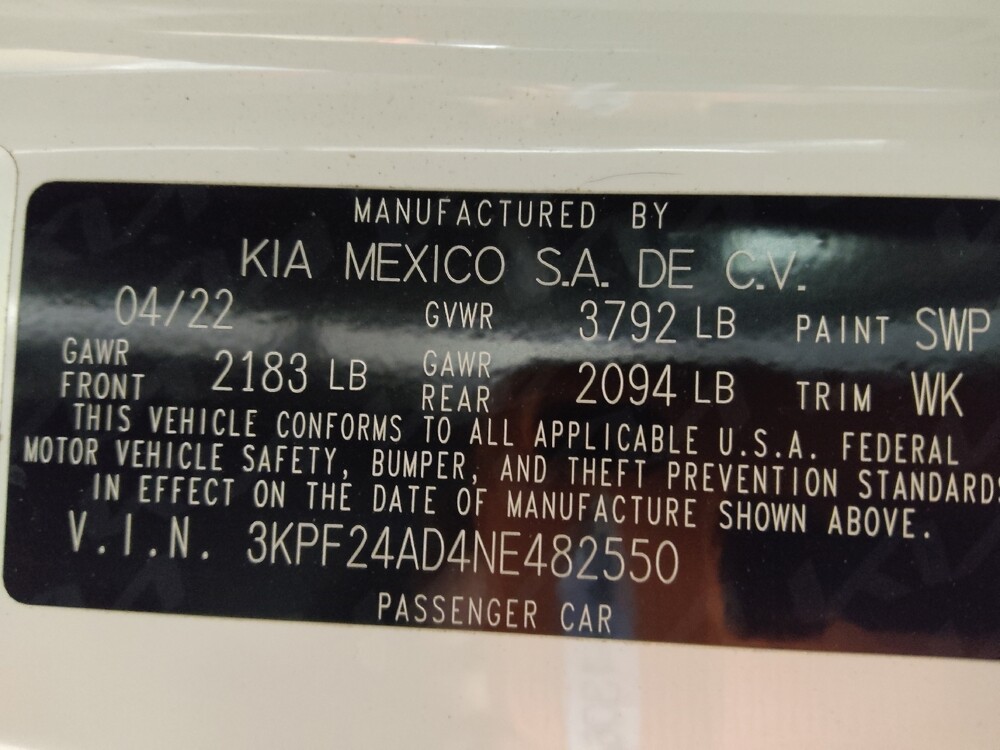 MANUFACTURED BY
KIA MEXICO S.A. DE C.V.
04/22 GVWR 3792 LB PAINT SWP
GAWR FRONT 2183 LB GAWR REAR 2094 LB TRIM WK
THIS VEHICLE CONFORMS TO ALL APPLICABLE U.S.A. FEDERAL
MOTOR VEHICLE SAFETY, BUMPER, AND THEFT PREVENTION STANDARDS
IN EFFECT ON THE DATE OF MANUFACTURE SHOWN ABOVE.
V.I.N. 3KPF24AD4NE482550
PASSENGER CAR